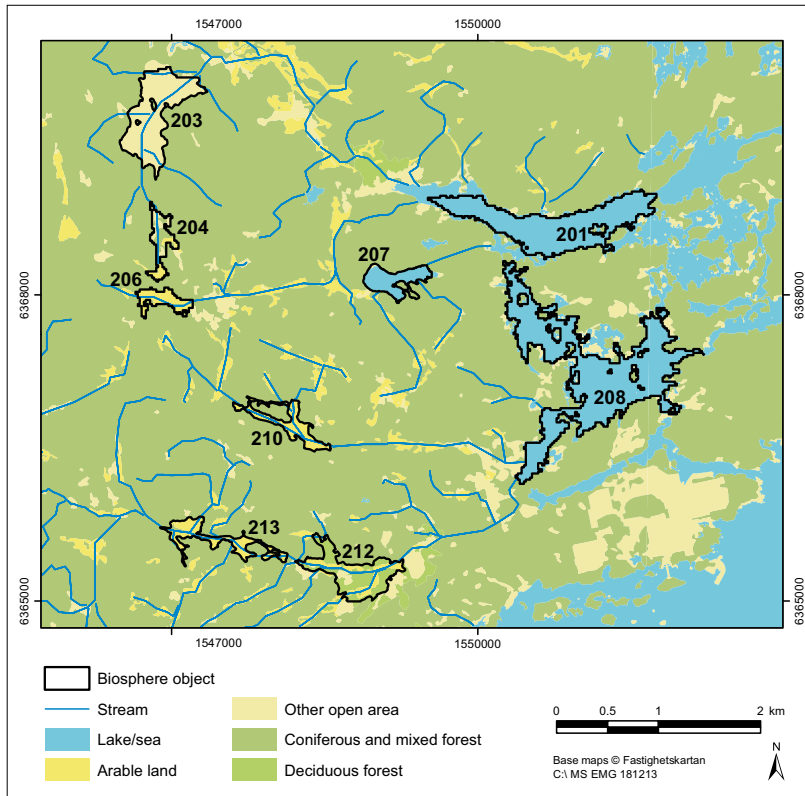 1547000
1550000
203
204
201
207
206
6388000
6388000
208
210
213
212
6365000
6365000
1547000
1550000
Biosphere object
Stream
Lake/sea
Arable land
Other open area
Coniferous and mixed forest
Deciduous forest
0 0.5 1 2 km
Base maps © Fastighetskartan
C:\ MS EMG 181213
N